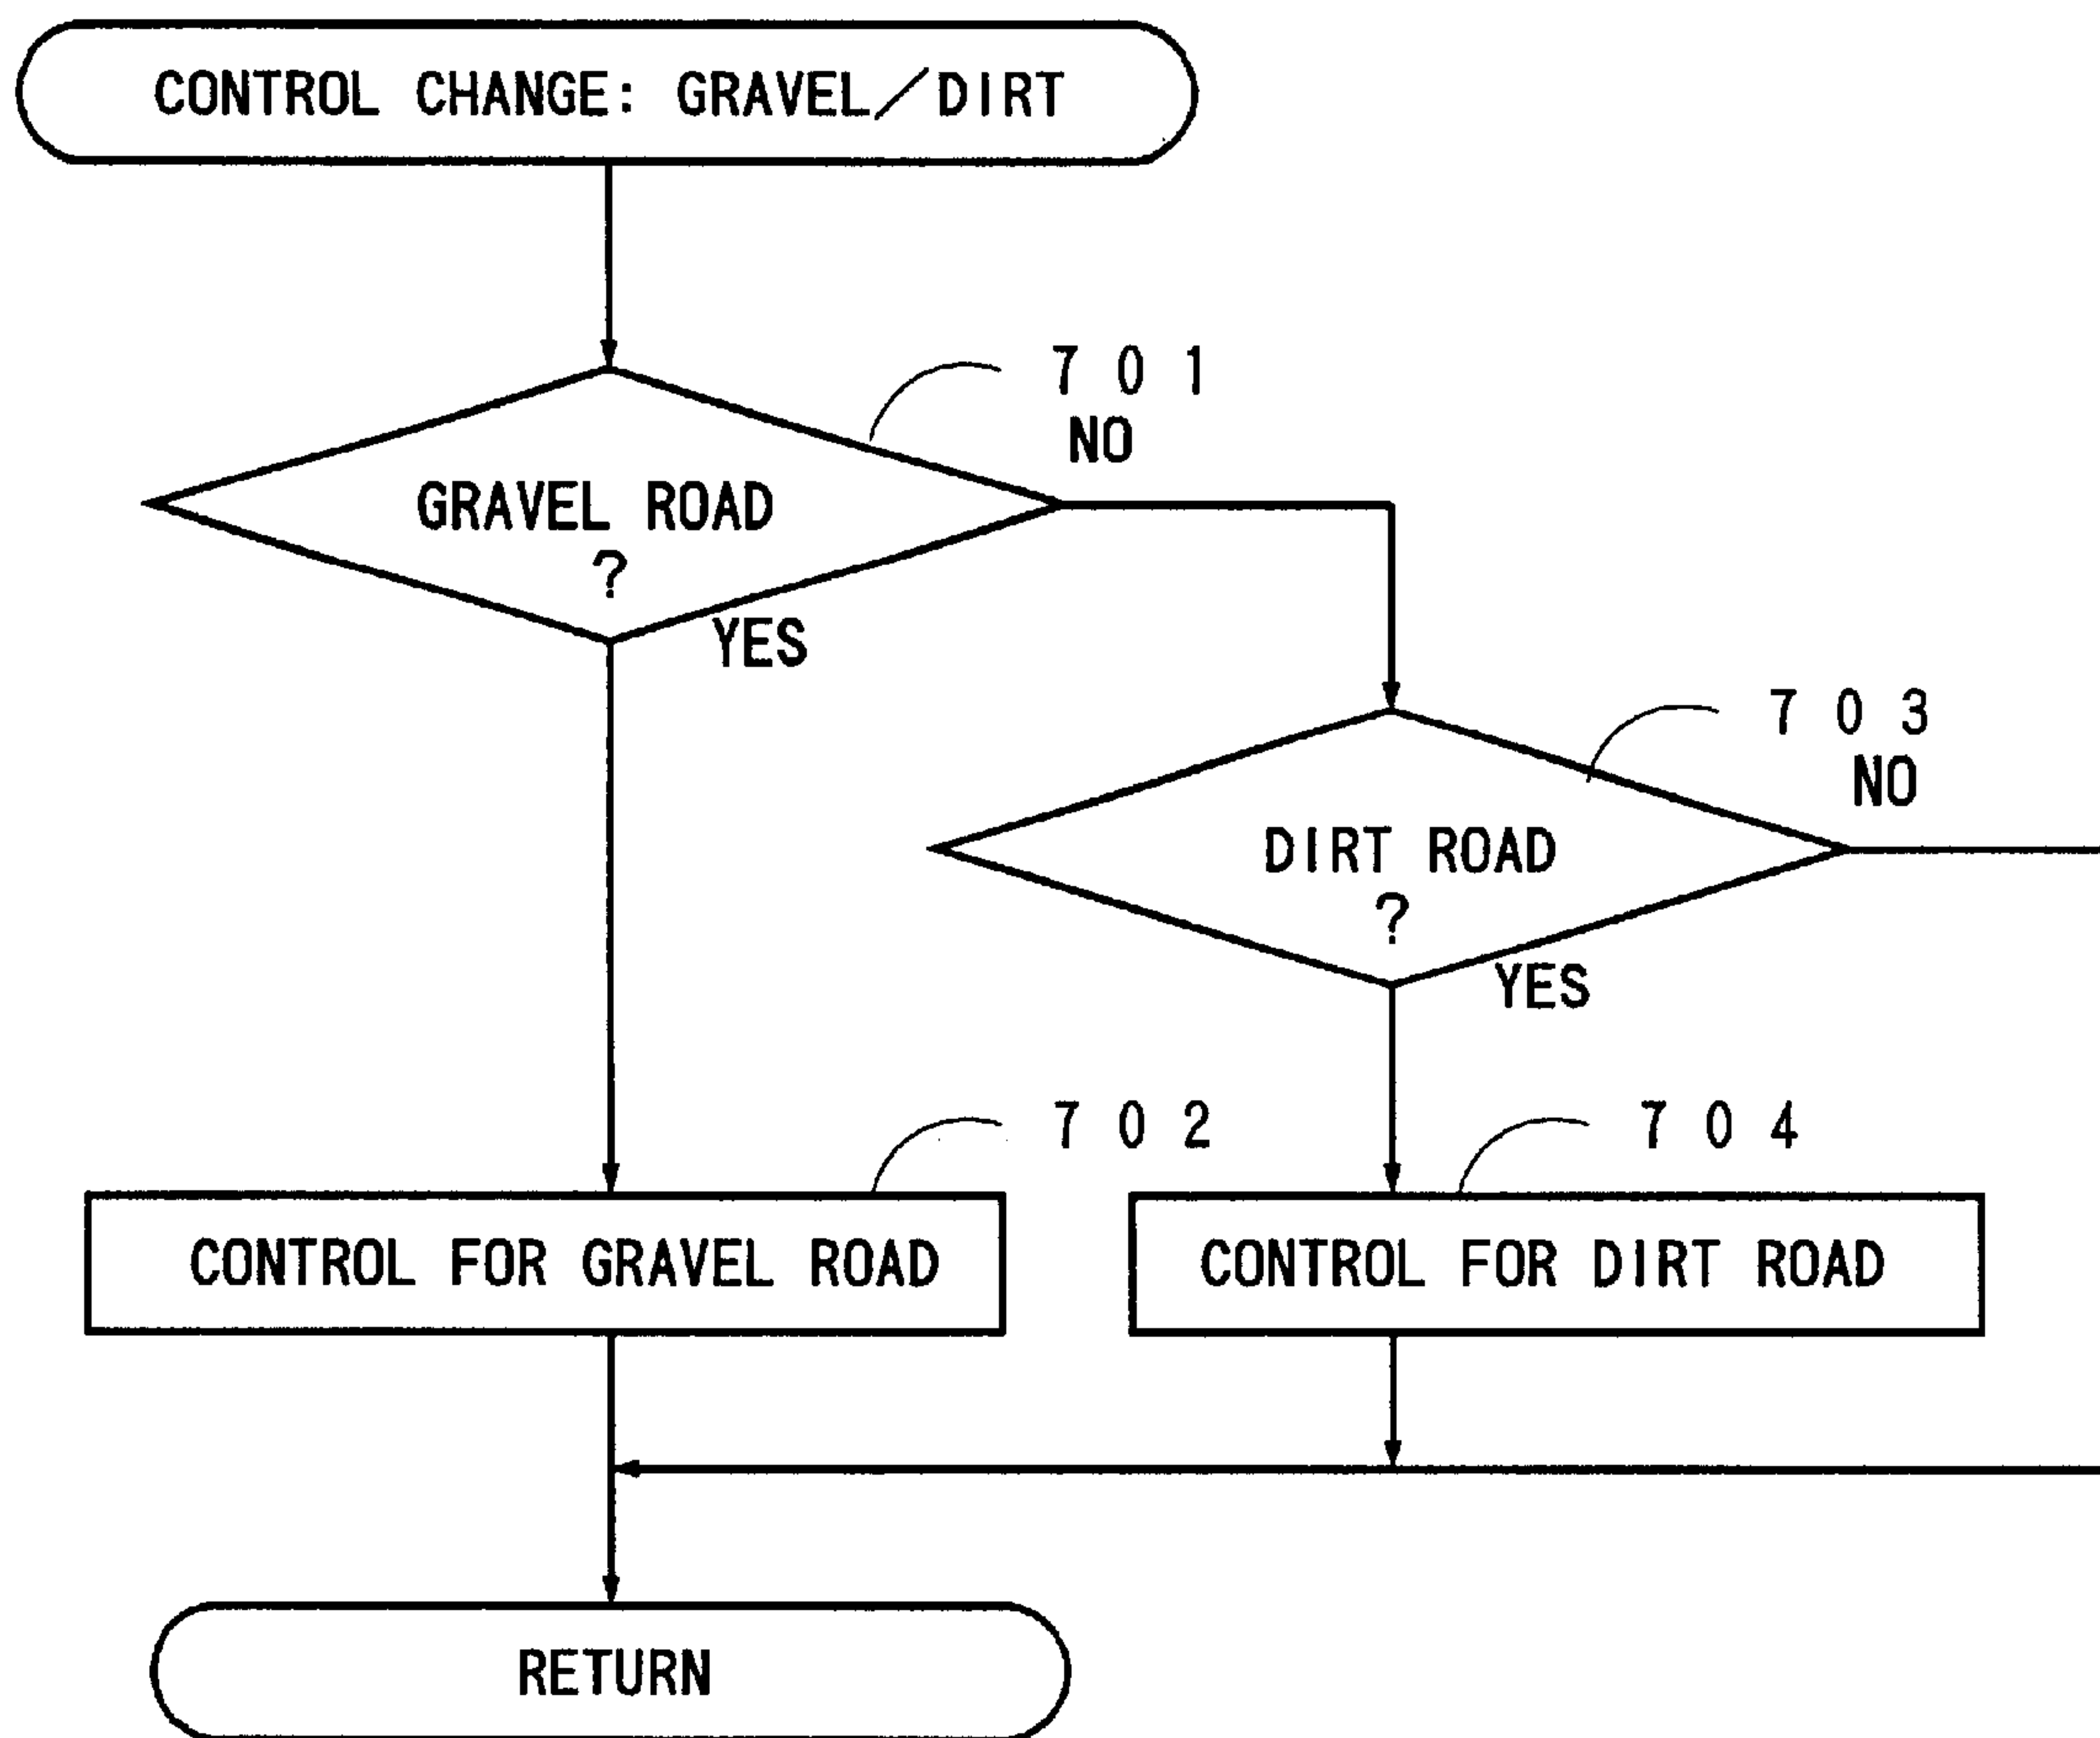 CONTROL CHANGE: GRAVEL/DIRT
701
NO
GRAVEL ROAD
?
YES
703
NO
DIRT ROAD
?
YES
702
704
CONTROL FOR GRAVEL ROAD
CONTROL FOR DIRT ROAD
RETURN